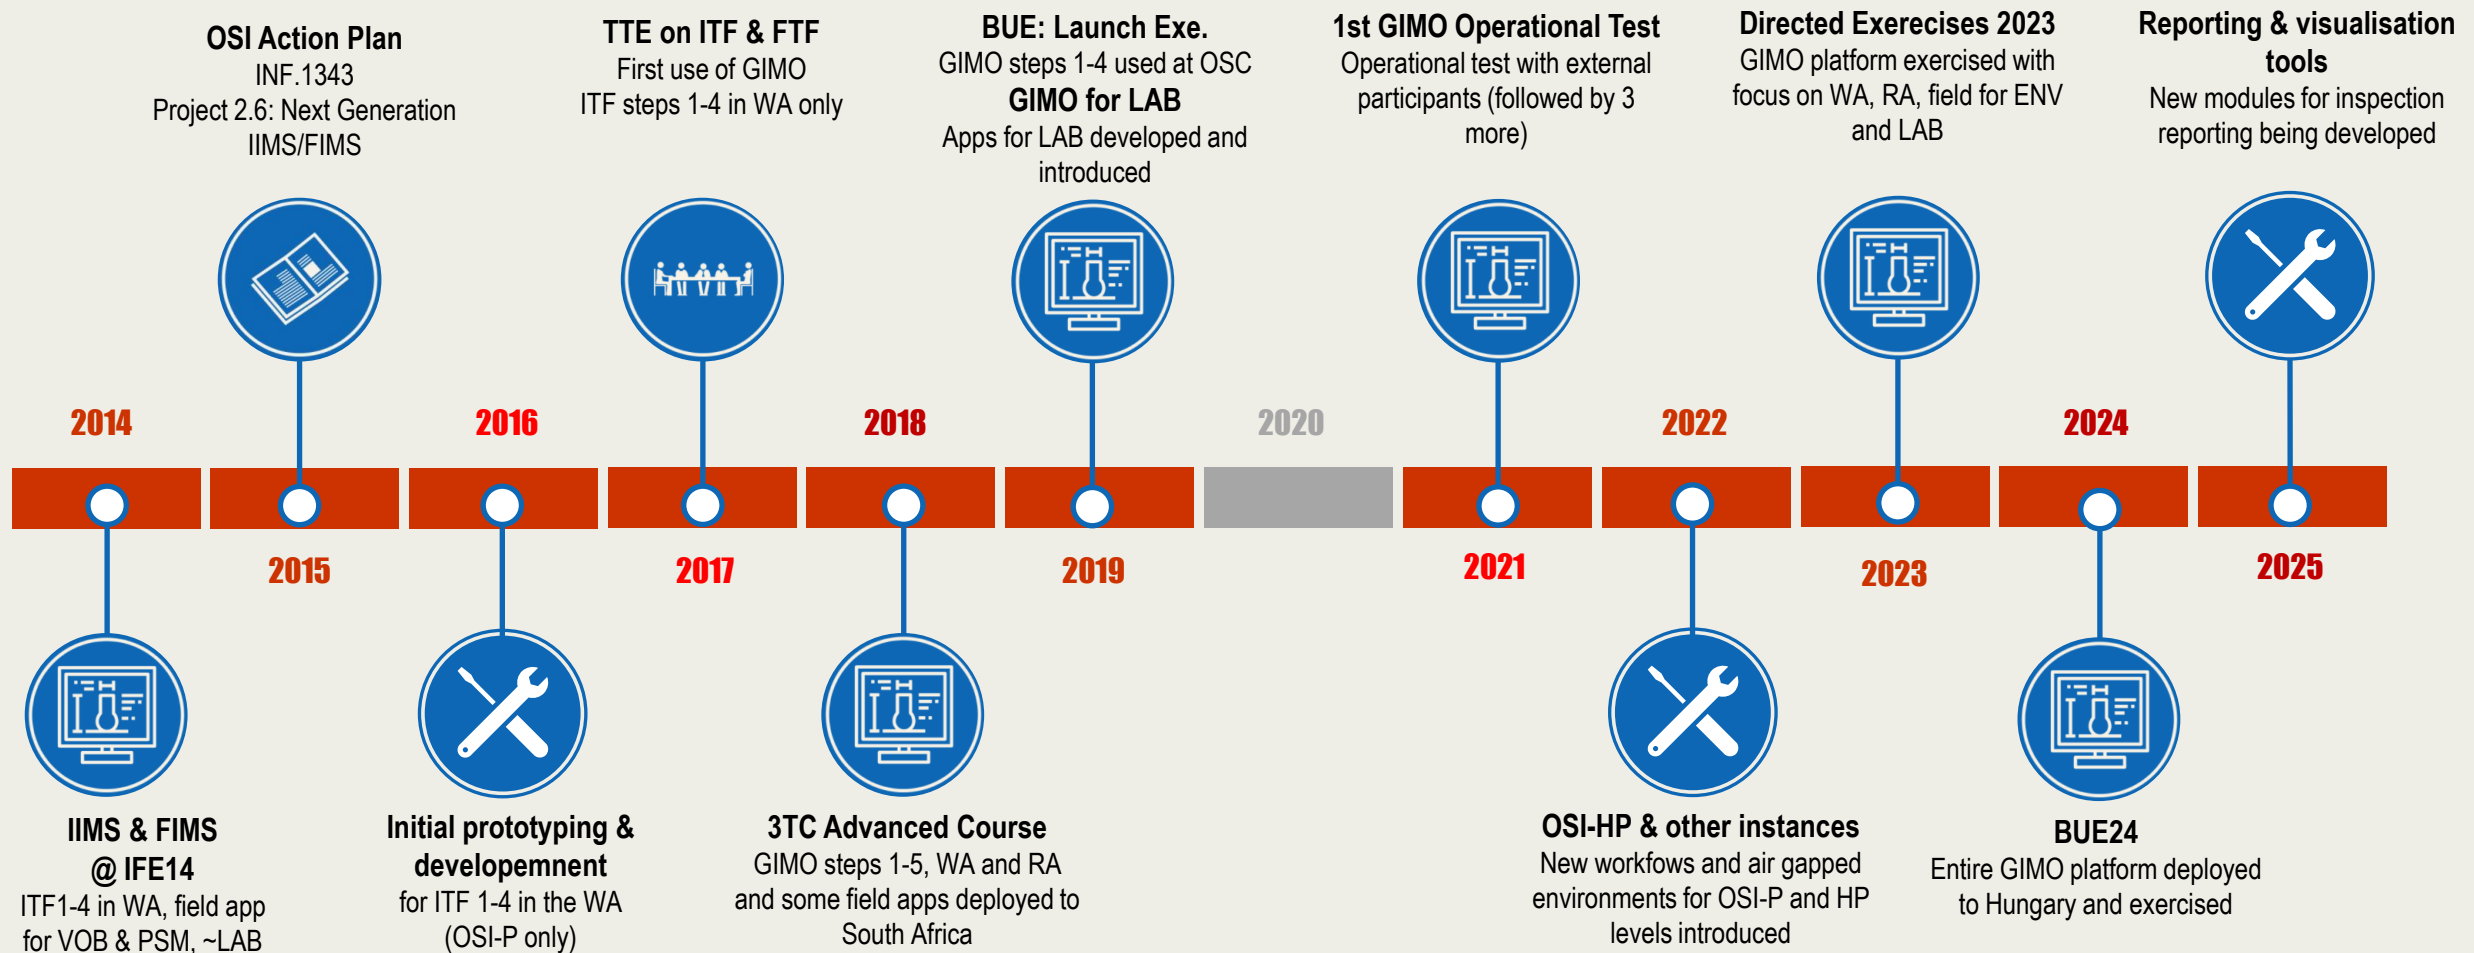 OSI Action Plan
INF.1343
Project 2.6: Next Generation
IIMS/FIMS
TTE on ITF & FTF
First use of GIMO
ITF steps 1-4 in WA only
BUE: Launch Exe.
GIMO steps 1-4 used at OSC
GIMO for LAB
Apps for LAB developed and
introduced
1st GIMO Operational Test
Operational test with external
participants (followed by 3
more)
Directed Exerecises 2023
GIMO platform exercised with
focus on WA, RA, field for ENV
and LAB
Reporting & visualisation
tools
New modules for inspection
reporting being developed
2014
2016
2018
2020
2022
2024
2015
2017
2019
2021
2023
2025
IIMS & FIMS
@ IFE14
ITF1-4 in WA, field app
for VOB & PSM, ~LAB
Initial prototyping &
developemnent
for ITF 1-4 in the WA
(OSI-P only)
3TC Advanced Course
GIMO steps 1-5, WA and RA
and some field apps deployed to
South Africa
OSI-HP & other instances
New workfows and air gapped
environments for OSI-P and HP
levels introduced
BUE24
Entire GIMO platform deployed
to Hungary and exercised